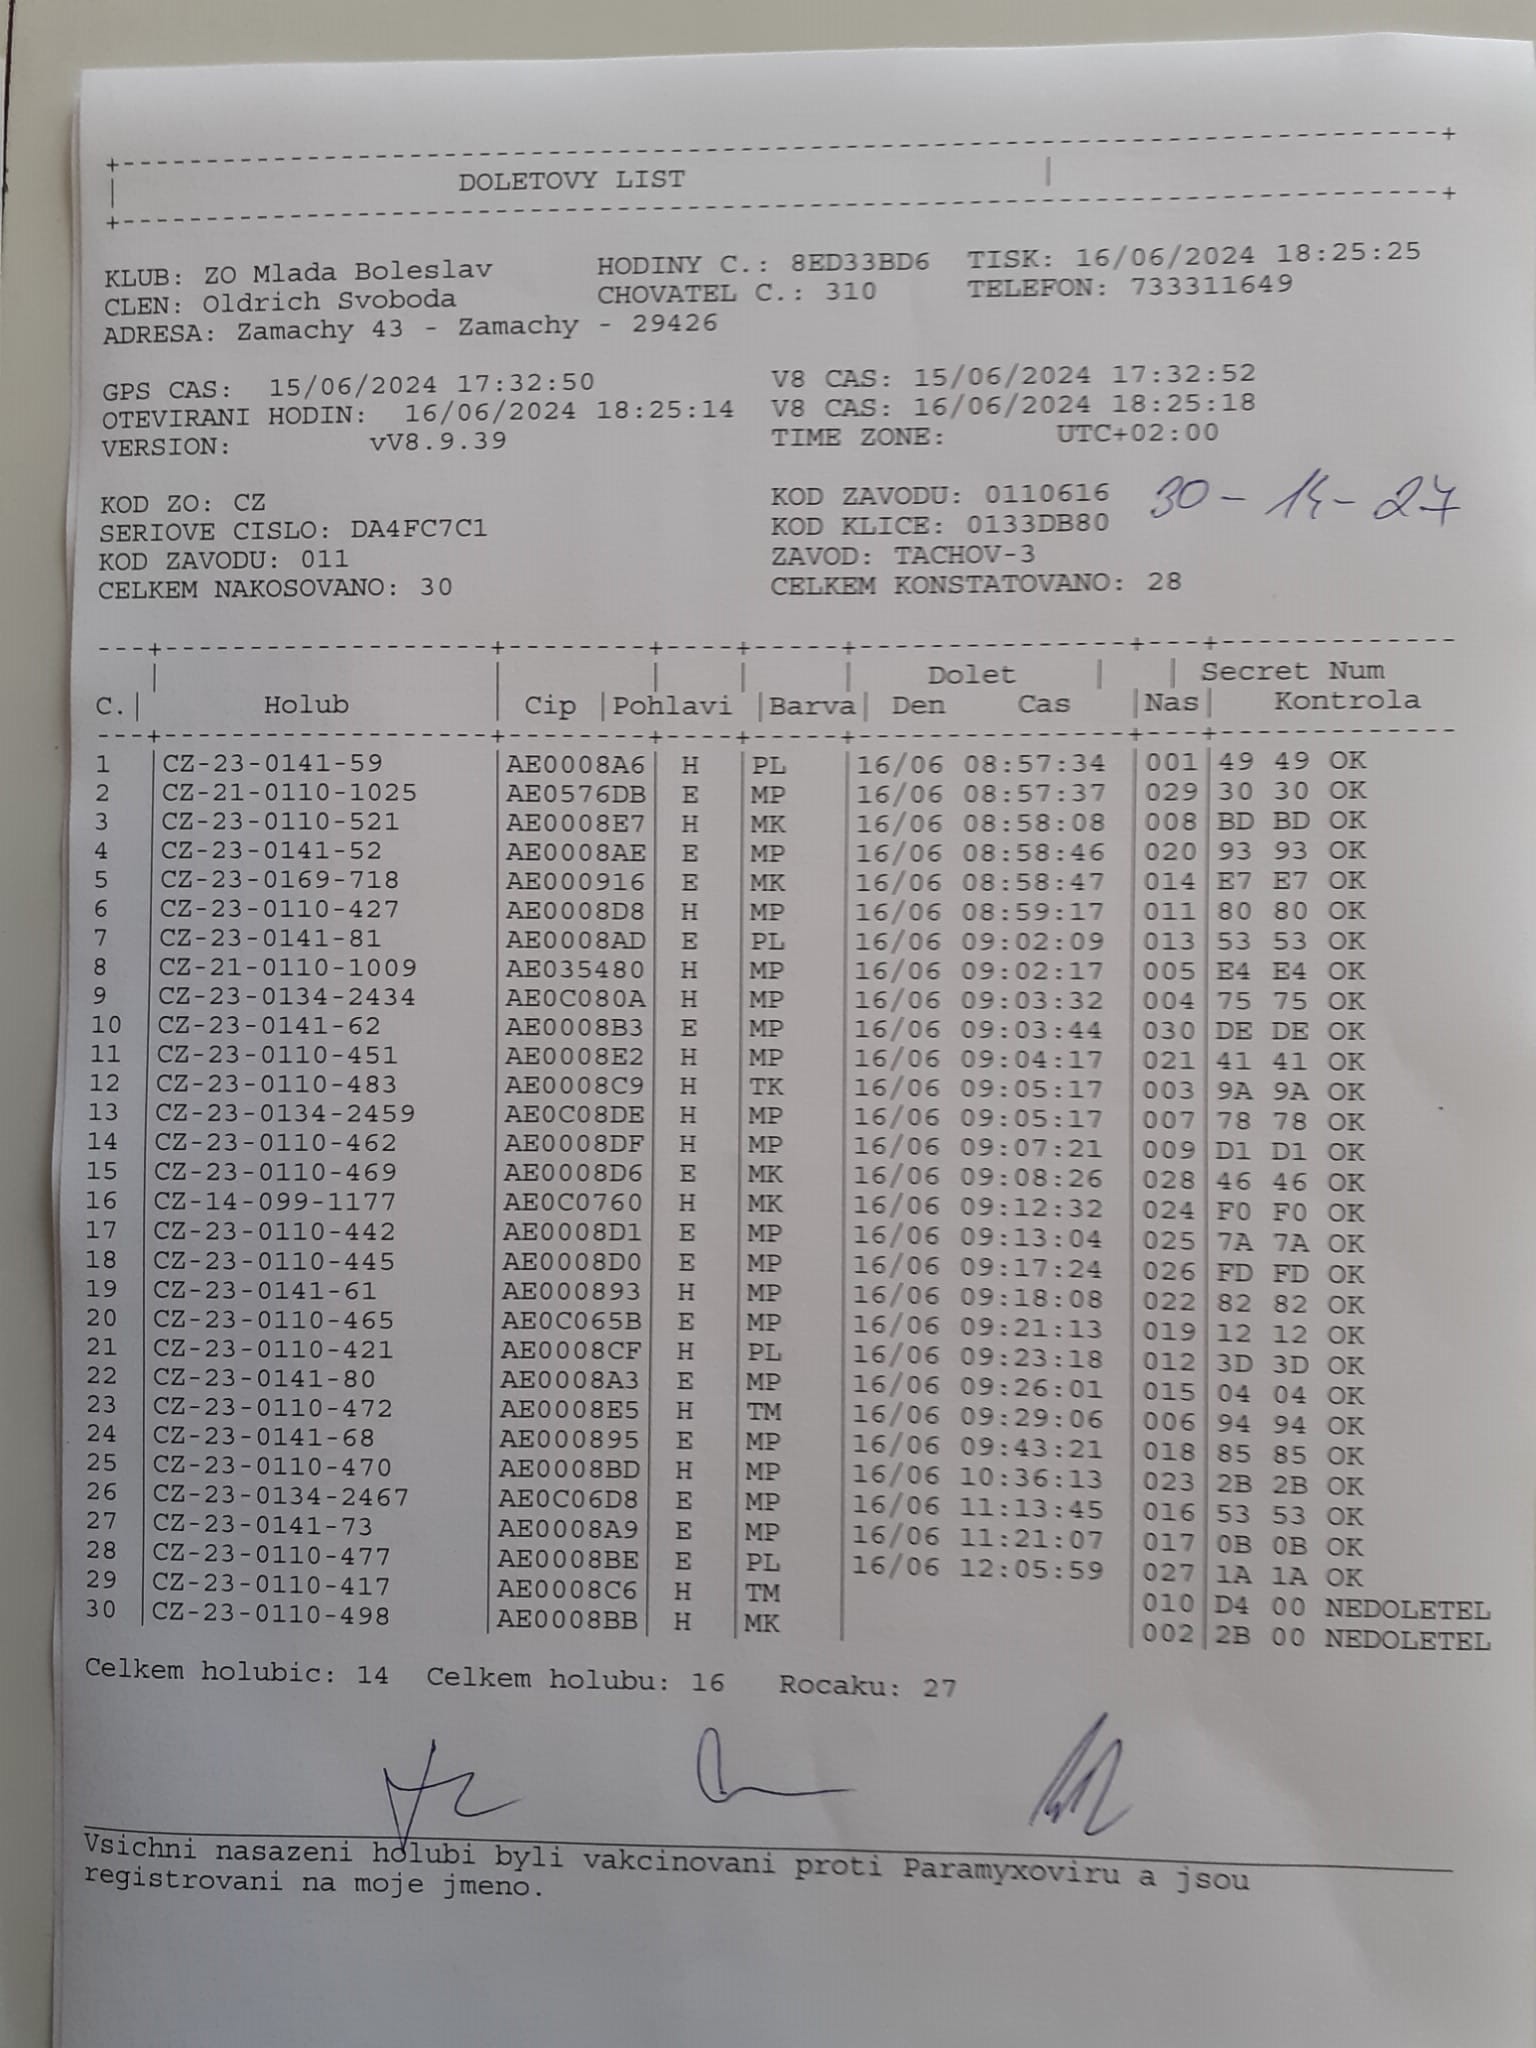 DOLETOVY LIST
KLUB: ZO Mlada Boleslav HODINY C.: 8ED33BD6 TISK: 16/06/2024 18:25:25
CLEN: Oldrich Svoboda CHOVATEL C.: 310 TELEFON: 733311649
ADRESA: Zamachy 43 - Zamachy - 29426
GPS CAS: 15/06/2024 17:32:50 V8 CAS: 15/06/2024 17:32:52
OTEVIRANI HODIN: 16/06/2024 18:25:14 V8 CAS: 16/06/2024 18:25:18
VERSION: vV8.9.39 TIME ZONE: UTC+02:00
KOD ZO: CZ KOD ZAVODU: 0110616 30-14-27
SERIOVE CISLO: DA4FC7C1 KOD KLICE: 0133DB80
KOD ZAVODU: 011 ZAVOD: TACHOV-3
CELKEM NAKOSOVANO: 30 CELKEM KONSTATOVANO: 28
Dolet | | Secret Num
C.| Holub | Cip |Pohlavi |Barva| Den Cas |Nas| Kontrola
1 |CZ-23-0141-59 |AE0008A6| H |PL |16/06 08:57:34 |001|49 49 OK
2 |CZ-21-0110-1025 |AE0576DB| E |MP |16/06 08:57:37 |029|30 30 OK
3 |CZ-23-0110-521 |AE0008E7| H |MK |16/06 08:58:08 |008|BD BD OK
4 |CZ-23-0141-52 |AE0008AE| E |MP |16/06 08:58:46 |020|93 93 OK
5 |CZ-23-0169-718 |AE000916| E |MK |16/06 08:58:47 |014|E7 E7 OK
6 |CZ-23-0110-427 |AE0008D8| H |MP |16/06 08:59:17 |011|80 80 OK
7 |CZ-23-0141-81 |AE0008AD| E |PL |16/06 09:02:09 |013|53 53 OK
8 |CZ-21-0110-1009 |AE035480| H |MP |16/06 09:02:17 |005|E4 E4 OK
9 |CZ-23-0134-2434 |AE0C080A| H |MP |16/06 09:03:32 |004|75 75 OK
10 |CZ-23-0141-62 |AE0008B3| E |MP |16/06 09:03:44 |030|DE DE OK
11 |CZ-23-0110-451 |AE0008E2| H |MP |16/06 09:04:17 |021|41 41 OK
12 |CZ-23-0110-483 |AE0008C9| H |TK |16/06 09:05:17 |003|9A 9A OK
13 |CZ-23-0134-2459 |AE0C08DE| H |MP |16/06 09:05:17 |007|78 78 OK
14 |CZ-23-0110-462 |AE0008DF| H |MP |16/06 09:07:21 |009|D1 D1 OK
15 |CZ-23-0110-469 |AE0008D6| E |MK |16/06 09:08:26 |028|46 46 OK
16 |CZ-14-099-1177 |AE0C0760| H |MK |16/06 09:12:32 |024|F0 F0 OK
17 |CZ-23-0110-442 |AE0008D1| E |MP |16/06 09:13:04 |025|7A 7A OK
18 |CZ-23-0110-445 |AE0008D0| E |MP |16/06 09:17:24 |026|FD FD OK
19 |CZ-23-0141-61 |AE000893| H |MP |16/06 09:18:08 |022|82 82 OK
20 |CZ-23-0110-465 |AE0C065B| E |MP |16/06 09:21:13 |019|12 12 OK
21 |CZ-23-0110-421 |AE0008CF| H |PL |16/06 09:23:18 |012|3D 3D OK
22 |CZ-23-0141-80 |AE0008A3| E |MP |16/06 09:26:01 |015|04 04 OK
23 |CZ-23-0110-472 |AE0008E5| H |TM |16/06 09:29:06 |006|94 94 OK
24 |CZ-23-0141-68 |AE000895| E |MP |16/06 09:43:21 |018|85 85 OK
25 |CZ-23-0110-470 |AE0008BD| H |MP |16/06 10:36:13 |023|2B 2B OK
26 |CZ-23-0134-2467 |AE0C06D8| E |MP |16/06 11:13:45 |016|53 53 OK
27 |CZ-23-0141-73 |AE0008A9| E |MP |16/06 11:21:07 |017|0B 0B OK
28 |CZ-23-0110-477 |AE0008BE| E |PL |16/06 12:05:59 |027|1A 1A OK
29 |CZ-23-0110-417 |AE0008C6| H |TM | |010|D4 00 NEDOLETEL
30 |CZ-23-0110-498 |AE0008BB| H |MK | |002|2B 00 NEDOLETEL
Celkem holubic: 14 Celkem holubu: 16 Rocaku: 27
Vsichni nasazeni holubi byli vakcinovani proti Paramyxoviru a jsou
registrovani na moje jmeno.